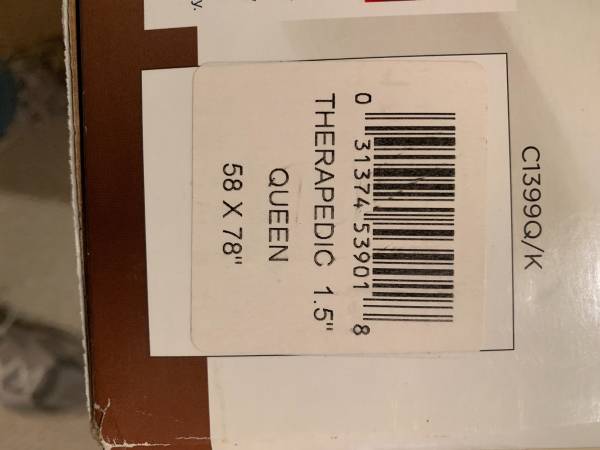 C1399Q/K
0 31374 53901 8
THERAPEDIC 1.5"
QUEEN
58 X 78"